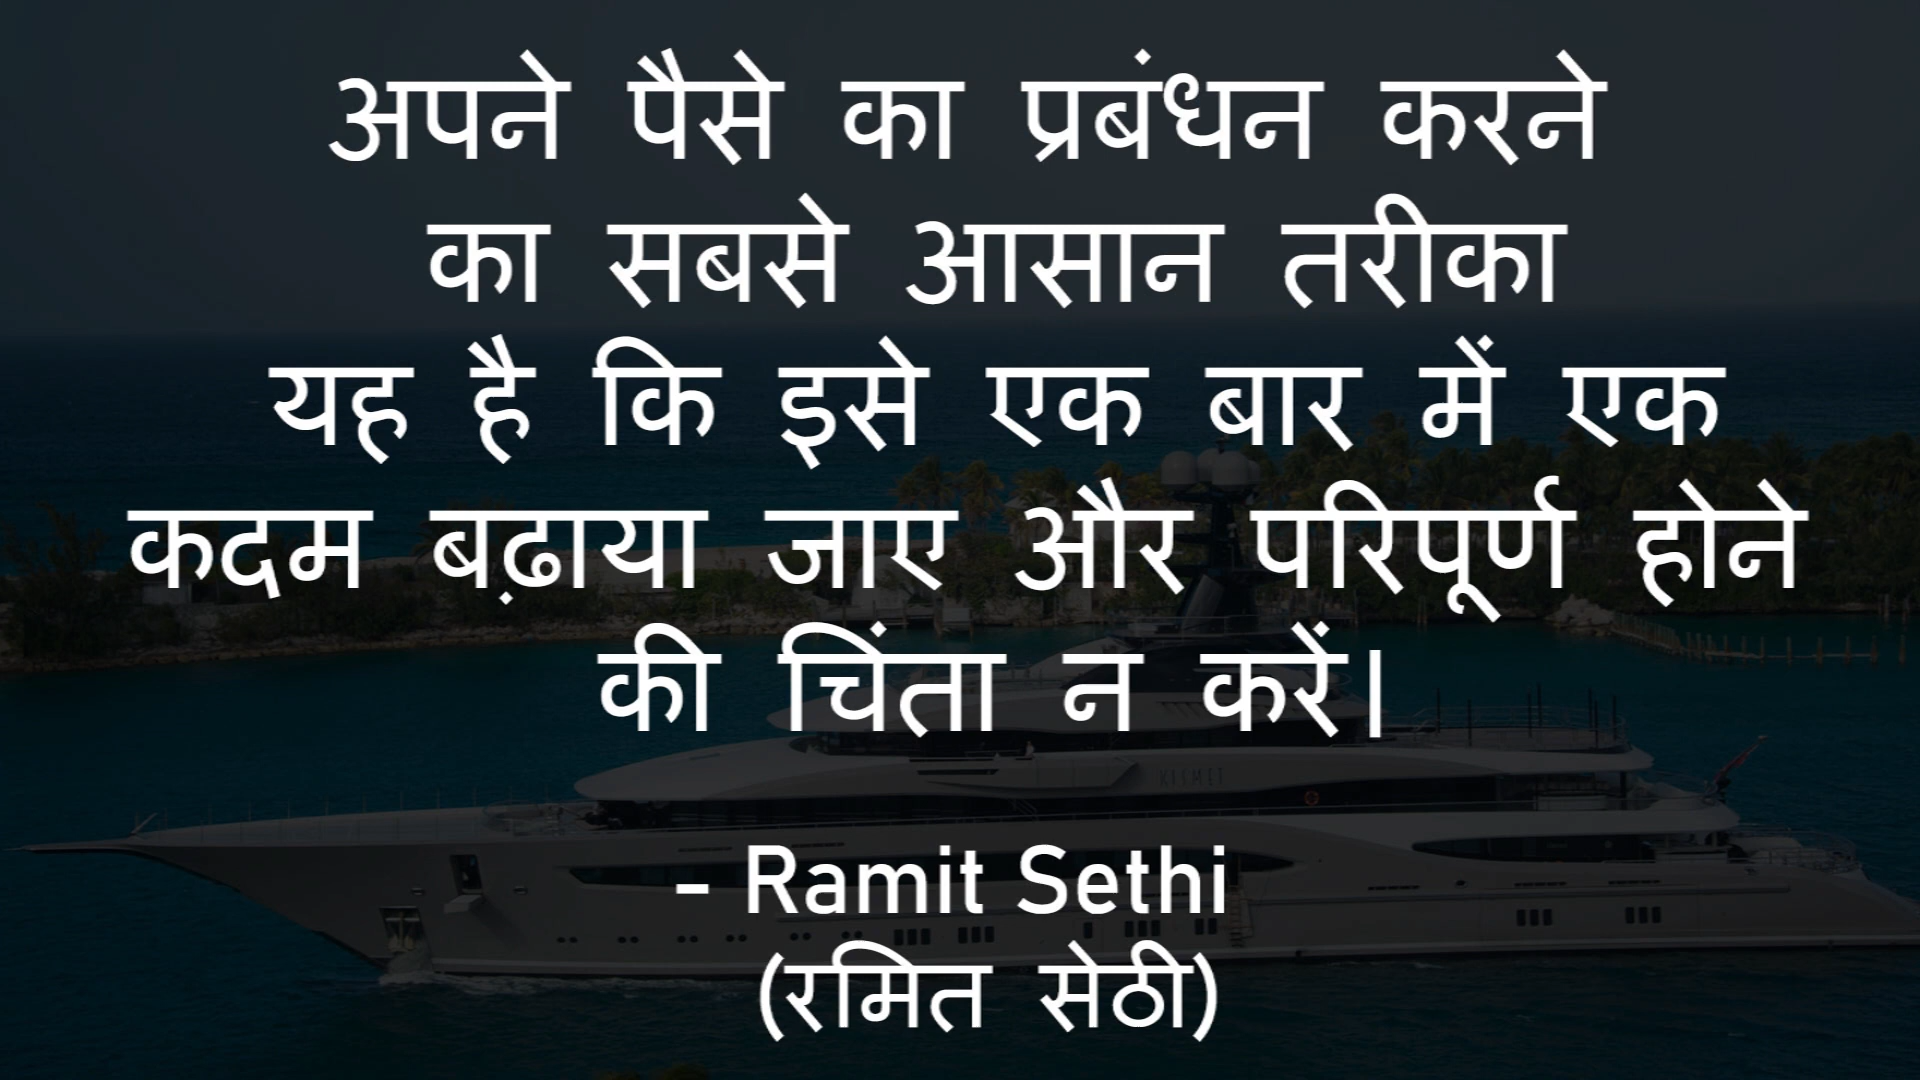 अपने पैसे का प्रबंधन करने
का सबसे आसान तरीका
यह है कि इसे एक बार में एक
कदम बढ़ाया जाए और परिपूर्ण होने
की चिंता न करें।
KISMET
- Ramit Sethi
(रमित सेठी)